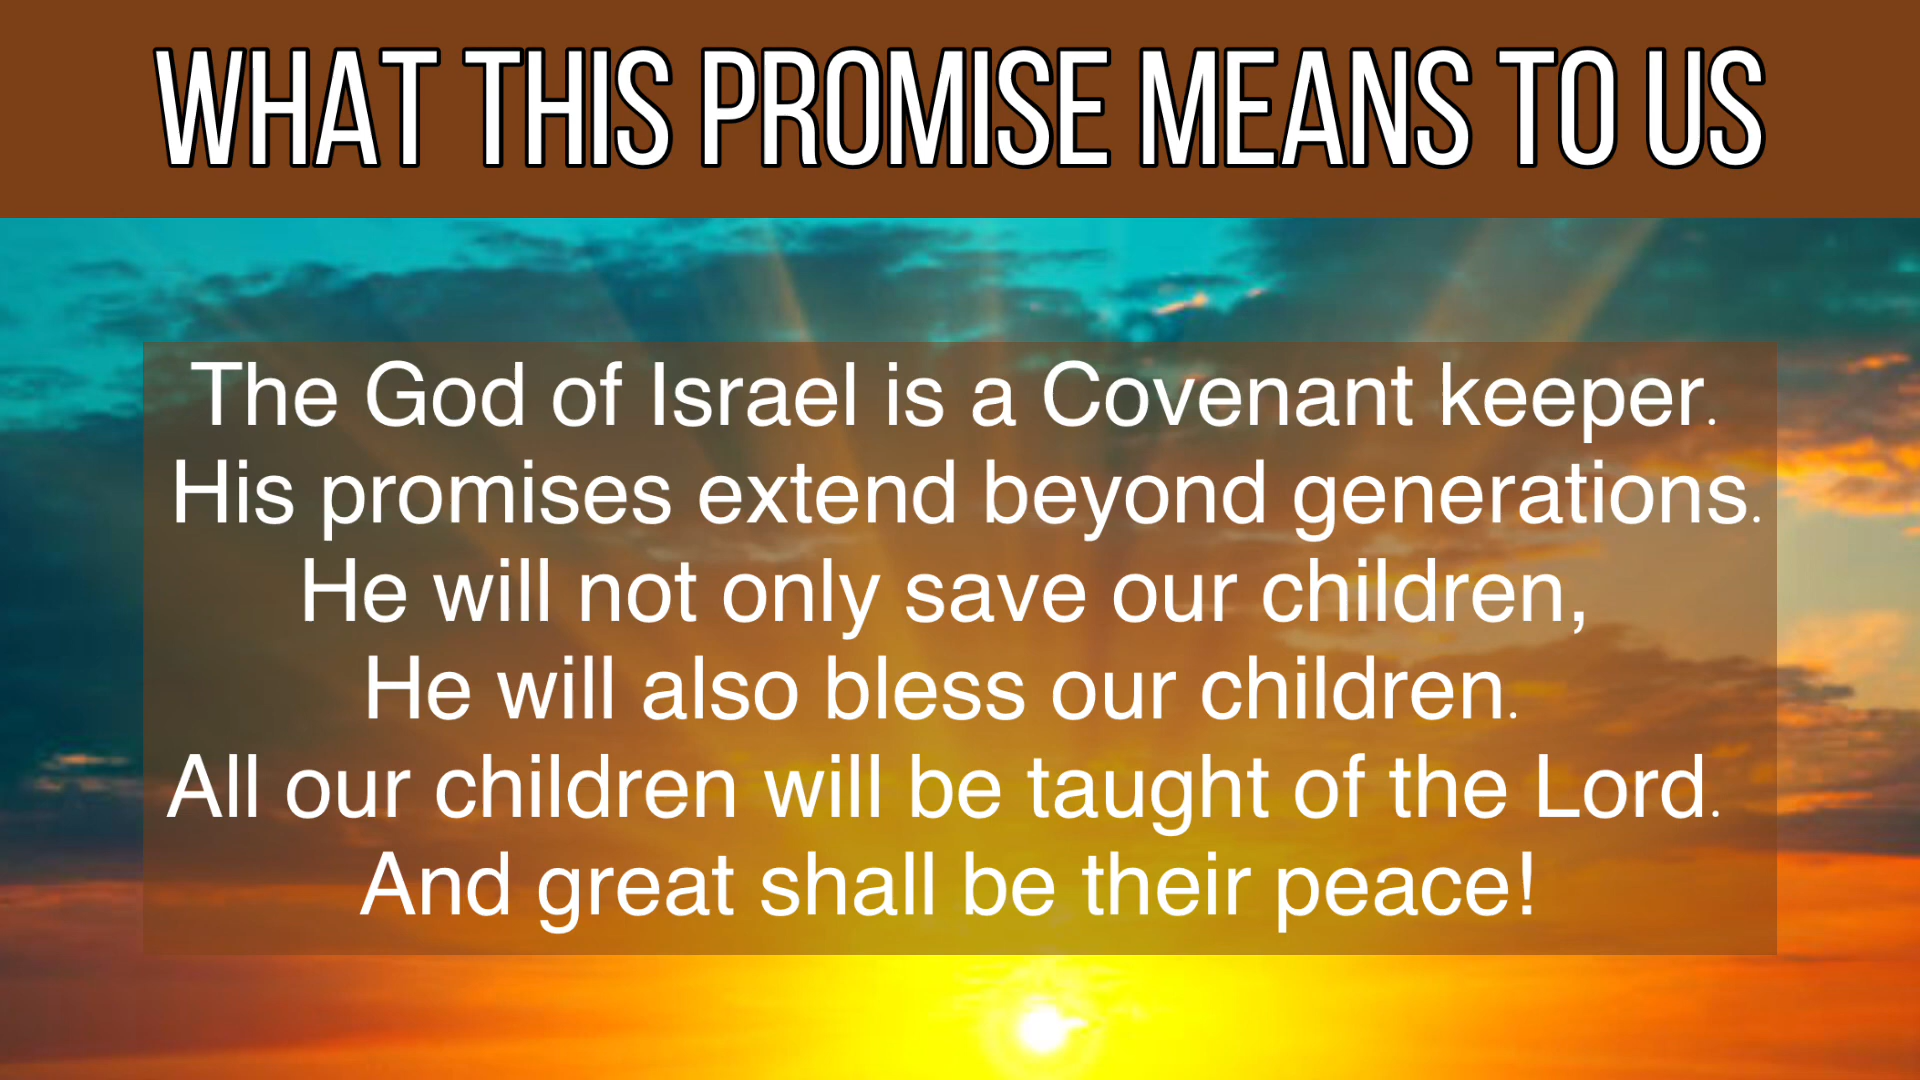 WHAT THIS PROMISE MEANS TO US
The God of Israel is a Covenant keeper.
His promises extend beyond generations.
He will not only save our children,
He will also bless our children.
All our children will be taught of the Lord.
And great shall be their peace!